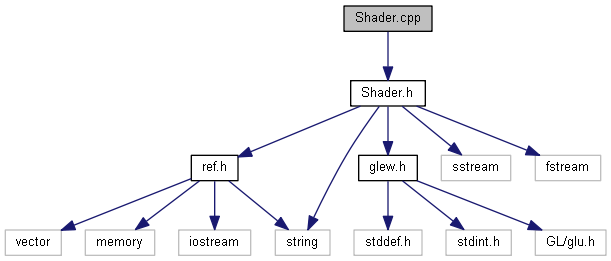 Shader.cpp
Shader.h
ref.h
glew.h
sstream
fstream
vector
memory
iostream
string
stddef.h
stdint.h
GL/glu.h